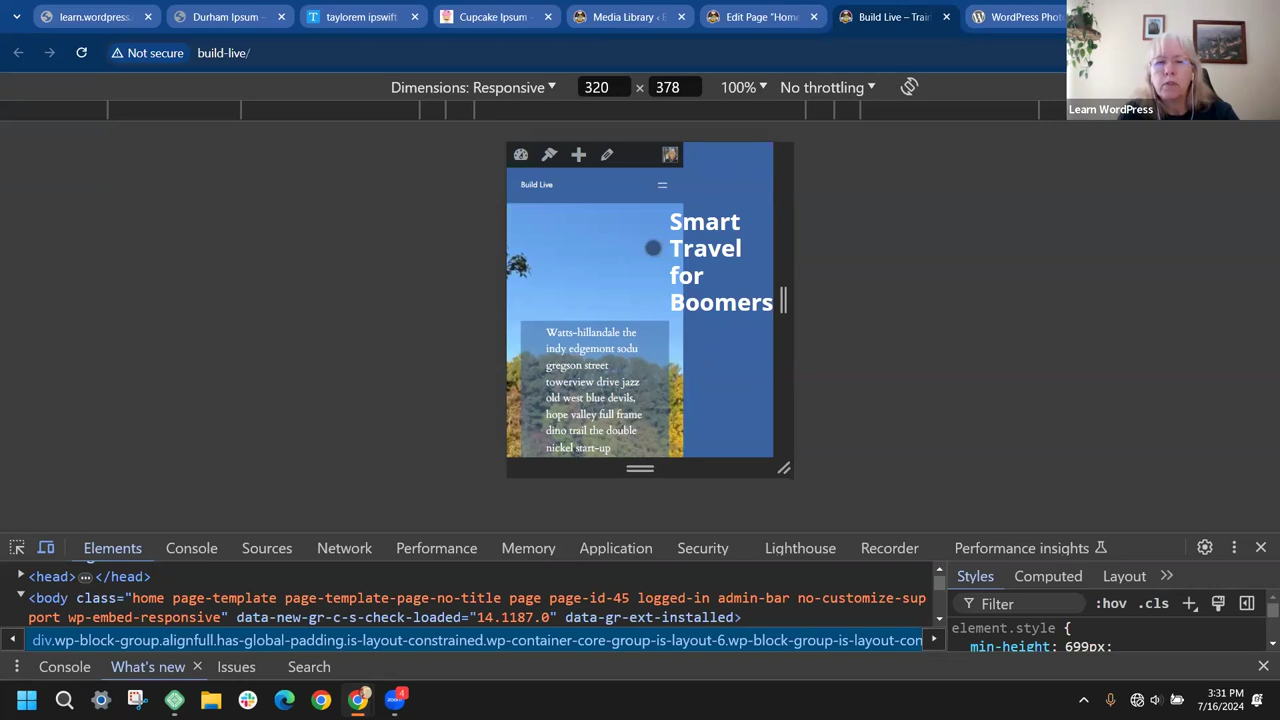 learn.wordpress
Durham Ipsum –
taylorem ipswift
Cupcake Ipsum –
Media Library ‹
Edit Page "Home
Build Live – Train
WordPress Photo
Not secure
build-live/
Dimensions: Responsive
320 × 378
100%
No throttling
Learn WordPress
Build Live
Smart
Travel
for
Boomers
Watts-hillandale the
indy edgemont sodu
gregson street
towerview drive jazz
old west blue devils,
hope valley full frame
dino trail the double
nickel start-up
Elements
Console
Sources
Network
Performance
Memory
Application
Security
Lighthouse
Recorder
Performance insights
<head> … </head>
<body class="home page-template page-template-page-no-title page page-id-45 logged-in admin-bar no-customize-sup
port wp-embed-responsive" data-new-gr-c-s-check-loaded="14.1187.0" data-gr-ext-installed>
Styles
Computed
Layout
Filter
:hov
.cls
element.style {
min-height: 699px;
div.wp-block-group.alignfull.has-global-padding.is-layout-constrained.wp-container-core-group-is-layout-6.wp-block-group-is-layout-con
Console
What's new
Issues
Search
4
zoom
3:31 PM
7/16/2024